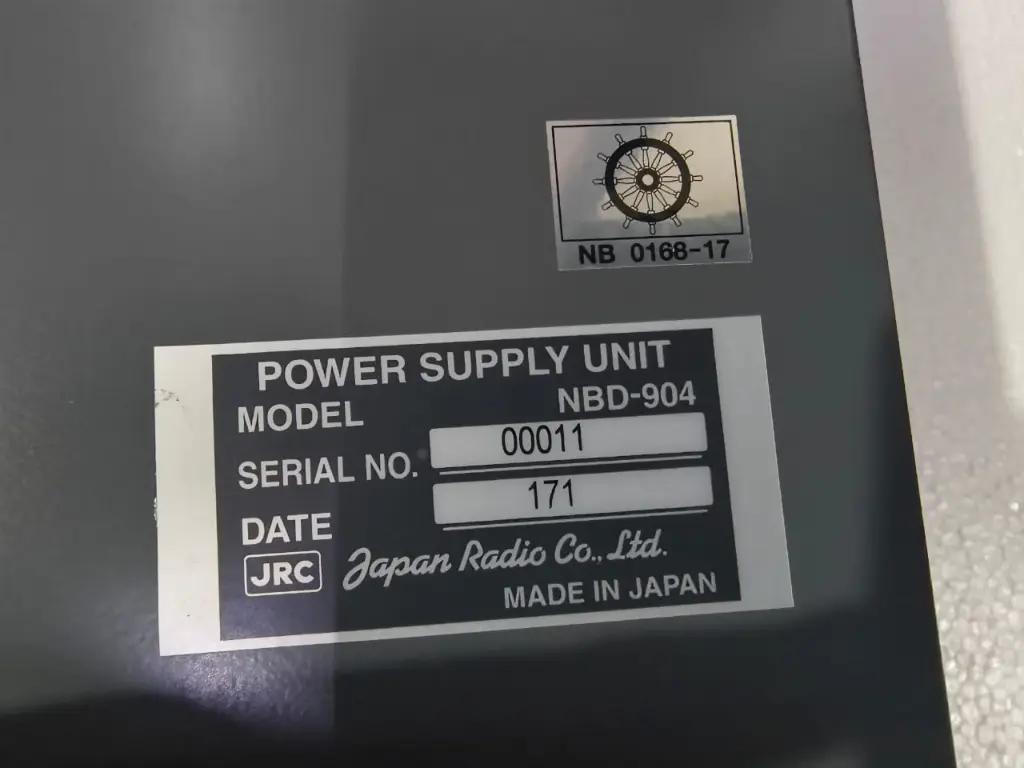 NB 0168-17
POWER SUPPLY UNIT
MODEL NBD-904
SERIAL NO. 00011
DATE 171
JRC Japan Radio Co., Ltd.
MADE IN JAPAN